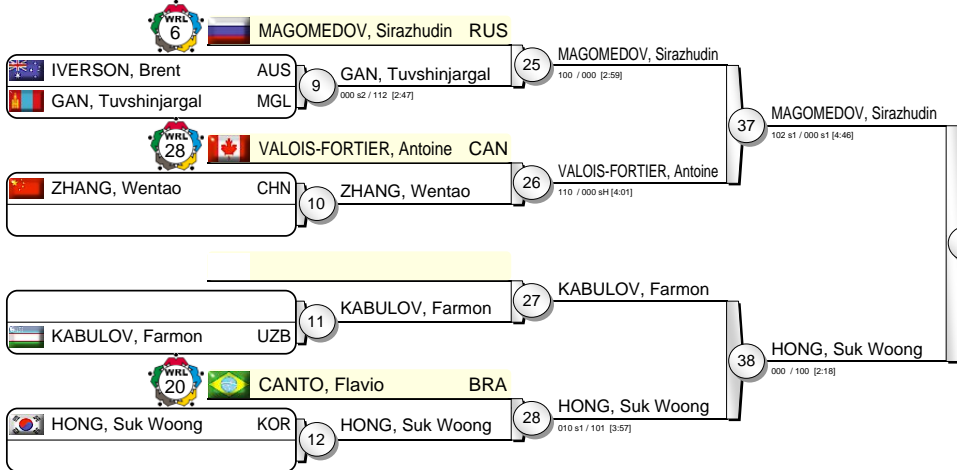 WRL
6
MAGOMEDOV, Sirazhudin RUS
IVERSON, Brent AUS
GAN, Tuvshinjargal MGL
9
GAN, Tuvshinjargal
000 s2 / 112 [2:47]
25
MAGOMEDOV, Sirazhudin
100 / 000 [2:59]
WRL
28
VALOIS-FORTIER, Antoine CAN
ZHANG, Wentao CHN
10
ZHANG, Wentao
26
VALOIS-FORTIER, Antoine
110 / 000 sH [4:01]
37
MAGOMEDOV, Sirazhudin
102 s1 / 000 s1 [4:46]
KABULOV, Farmon UZB
11
KABULOV, Farmon
27
KABULOV, Farmon
WRL
20
CANTO, Flavio BRA
HONG, Suk Woong KOR
12
HONG, Suk Woong
28
HONG, Suk Woong
010 s1 / 101 [3:57]
38
HONG, Suk Woong
000 / 100 [2:18]